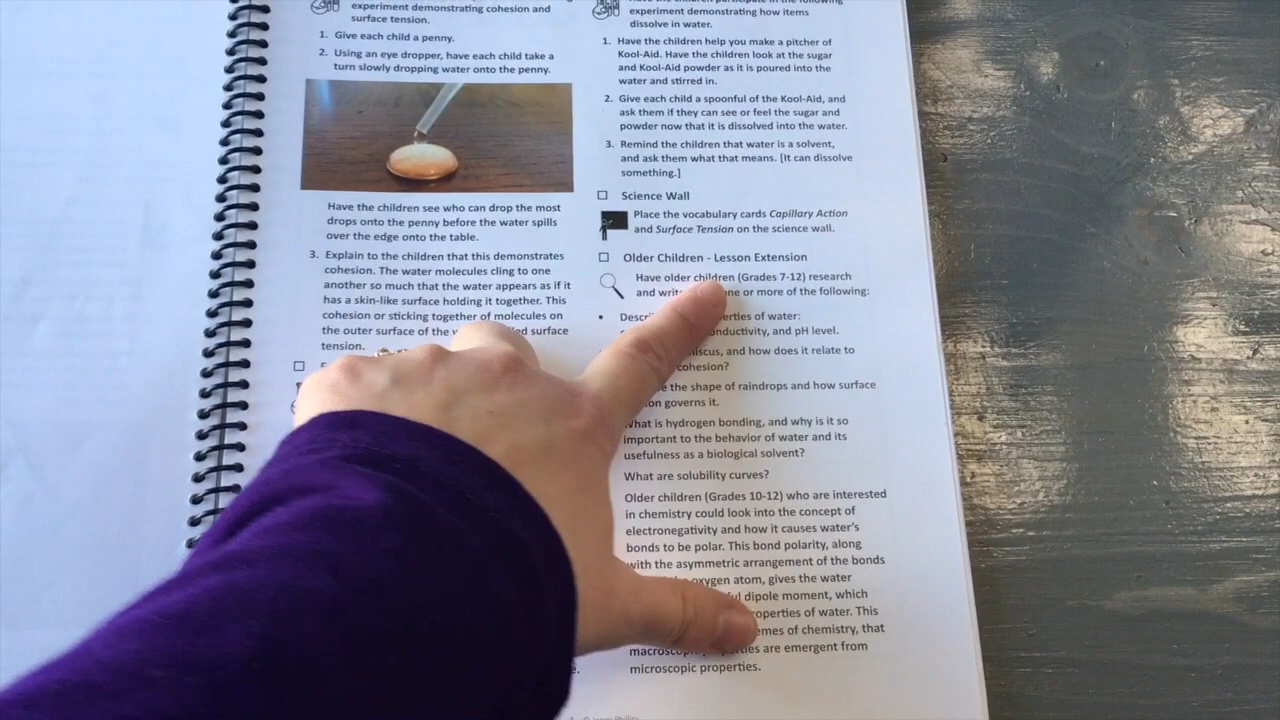 experiment demonstrating cohesion and
surface tension.
1. Give each child a penny.
2. Using an eye dropper, have each child take a
turn slowly dropping water onto the penny.
Have the children see who can drop the most
drops onto the penny before the water spills
over the edge onto the table.
3. Explain to the children that this demonstrates
cohesion. The water molecules cling to one
another so much that the water appears as if it
has a skin-like surface holding it together. This
cohesion or sticking together of molecules on
the outer surface of the surface
tension.
experiment demonstrating how items
dissolve in water.
1. Have the children help you make a pitcher of
Kool-Aid. Have the children look at the sugar
and Kool-Aid powder as it is poured into the
water and stirred in.
2. Give each child a spoonful of the Kool-Aid, and
ask them if they can see or feel the sugar and
powder now that it is dissolved into the water.
3. Remind the children that water is a solvent,
and ask them what that means. [It can dissolve
something.]
Science Wall
Place the vocabulary cards Capillary Action
and Surface Tension on the science wall.
Older Children - Lesson Extension
Have older children (Grades 7-12) research
and one or more of the following:
of water:
and pH level.
and how does it relate to
cohesion?
the shape of raindrops and how surface
governs it.
What is hydrogen bonding, and why is it so
important to the behavior of water and its
usefulness as a biological solvent?
What are solubility curves?
Older children (Grades 10-12) who are interested
in chemistry could look into the concept of
electronegativity and how it causes water's
bonds to be polar. This bond polarity, along
with the asymmetric arrangement of the bonds
oxygen atom, gives the water
dipole moment, which
of water. This
of chemistry, that
are emergent from
microscopic properties.